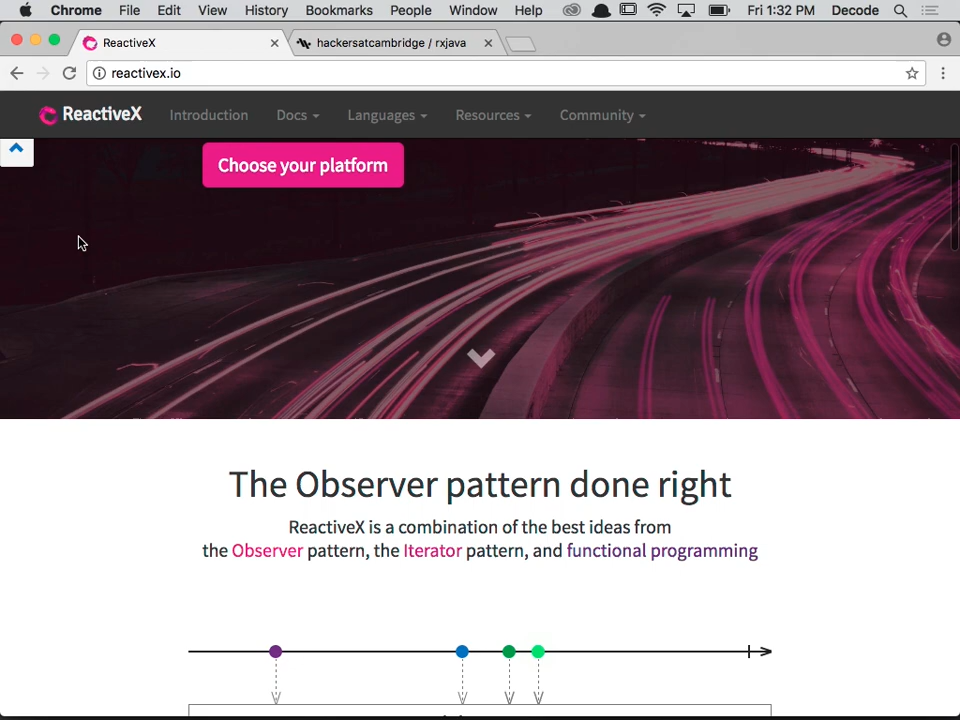 Chrome File Edit View History Bookmarks People Window Help Fri 1:32 PM Decode
ReactiveX hackersatcambridge / rxjava
reactivex.io
ReactiveX Introduction Docs Languages Resources Community
Choose your platform
The Observer pattern done right
ReactiveX is a combination of the best ideas from
the Observer pattern, the Iterator pattern, and functional programming